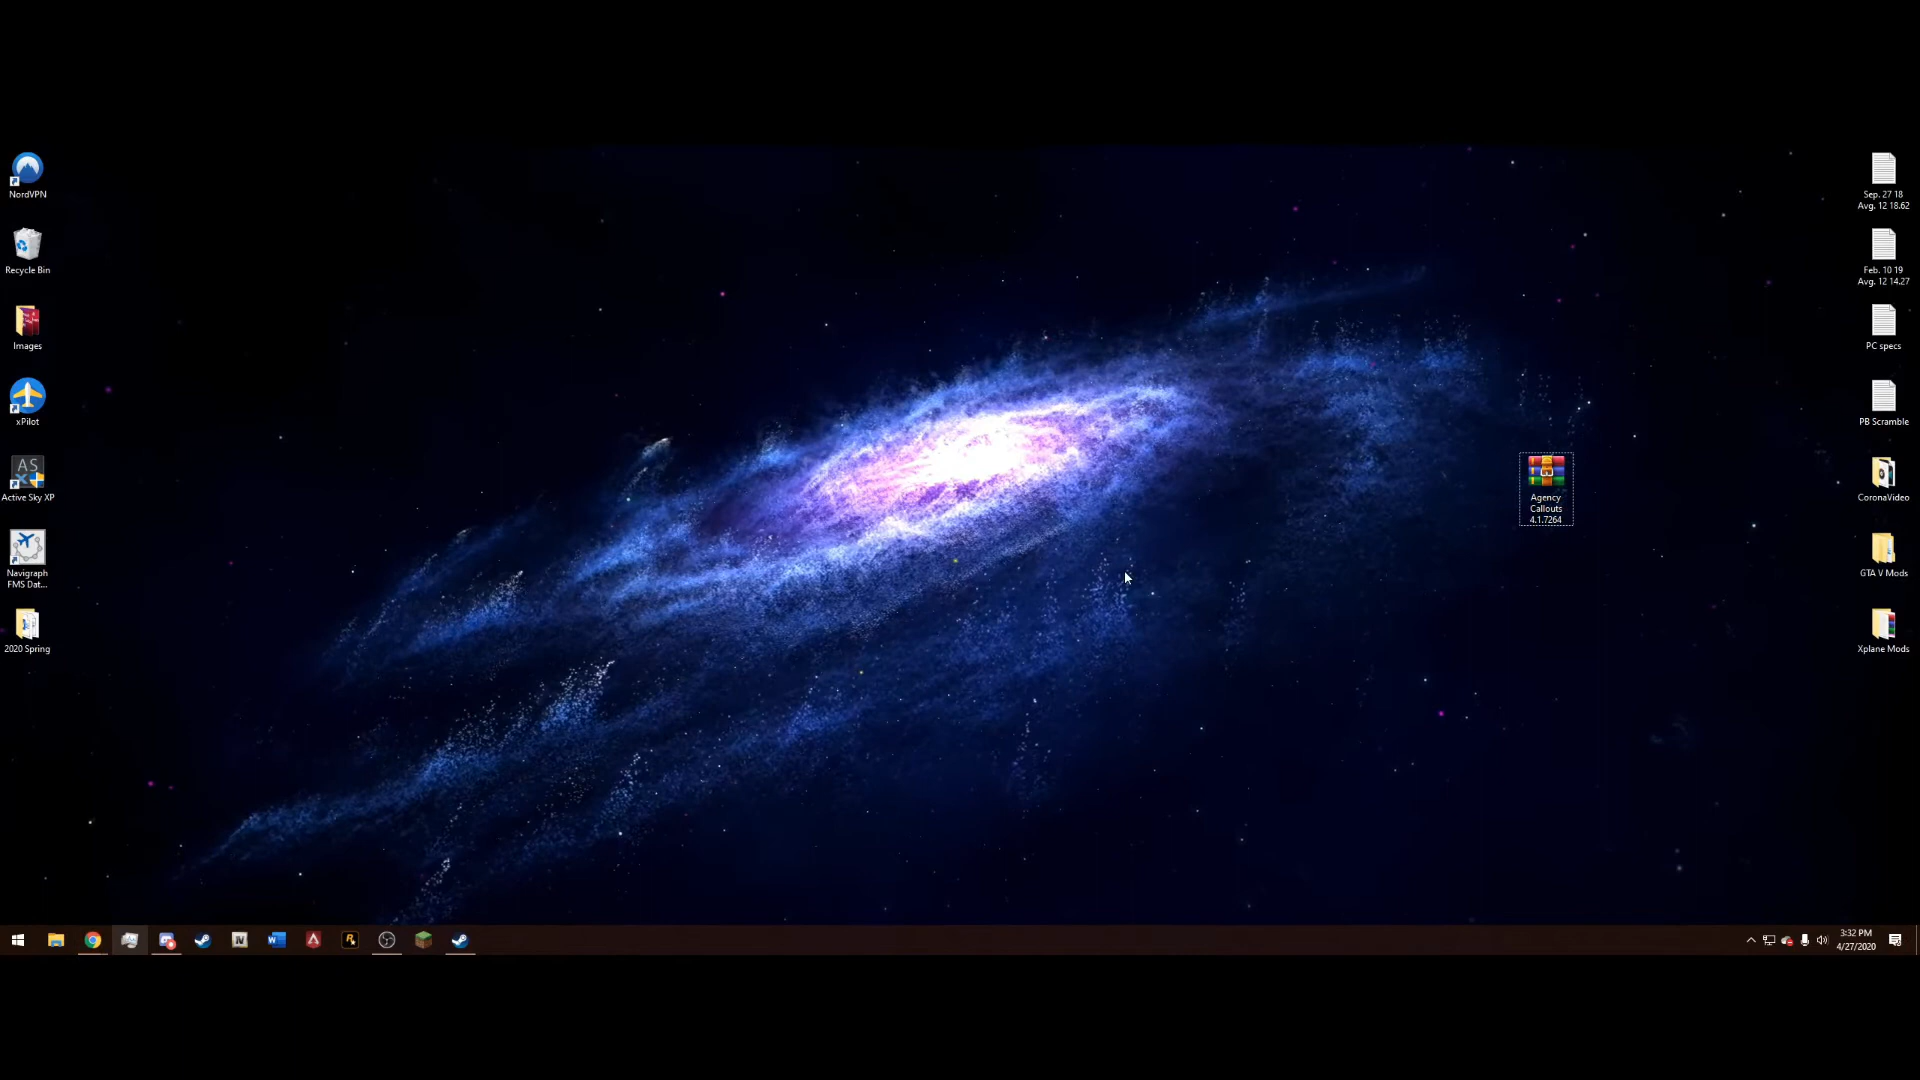 NordVPN
Recycle Bin
Images
xPilot
AS
XP
Active Sky XP
Navigraph
FMS Dat...
2020 Spring
Agency
Callouts
4.1.7264
Sep. 27 18
Avg. 12 18.62
Feb. 10 19
Avg. 12 14.27
PC specs
PB Scramble
CoronaVideo
GTA V Mods
Xplane Mods
3:32 PM
4/27/2020